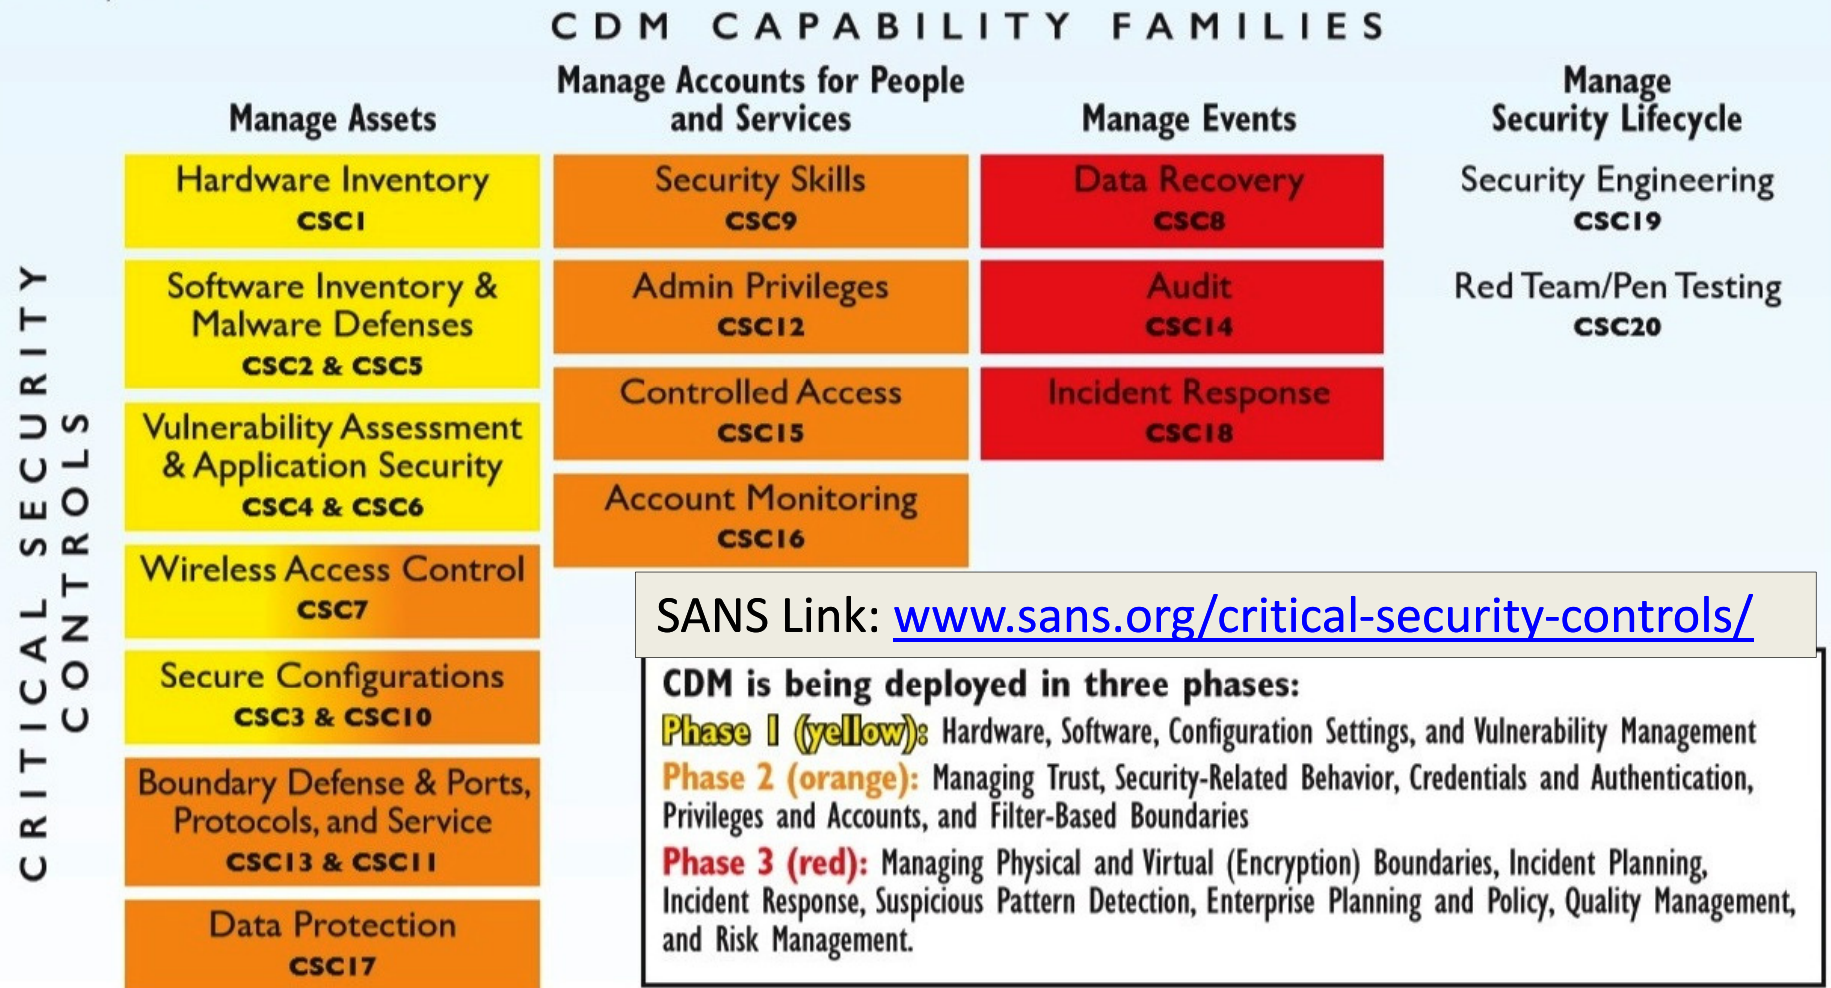 CDM CAPABILITY FAMILIES
CRITICAL SECURITY
CONTROLS
Manage Assets
Hardware Inventory
CSC1
Software Inventory &
Malware Defenses
CSC2 & CSC5
Vulnerability Assessment
& Application Security
CSC4 & CSC6
Wireless Access Control
CSC7
Secure Configurations
CSC3 & CSC10
Boundary Defense & Ports,
Protocols, and Service
CSC13 & CSC11
Data Protection
CSC17
Manage Accounts for People
and Services
Security Skills
CSC9
Admin Privileges
CSC12
Controlled Access
CSC15
Account Monitoring
CSC16
Manage Events
Data Recovery
CSC8
Audit
CSC14
Incident Response
CSC18
Manage
Security Lifecycle
Security Engineering
CSC19
Red Team/Pen Testing
CSC20
SANS Link: www.sans.org/critical-security-controls/
CDM is being deployed in three phases:
Phase 1 (yellow): Hardware, Software, Configuration Settings, and Vulnerability Management
Phase 2 (orange): Managing Trust, Security-Related Behavior, Credentials and Authentication,
Privileges and Accounts, and Filter-Based Boundaries
Phase 3 (red): Managing Physical and Virtual (Encryption) Boundaries, Incident Planning,
Incident Response, Suspicious Pattern Detection, Enterprise Planning and Policy, Quality Management,
and Risk Management.